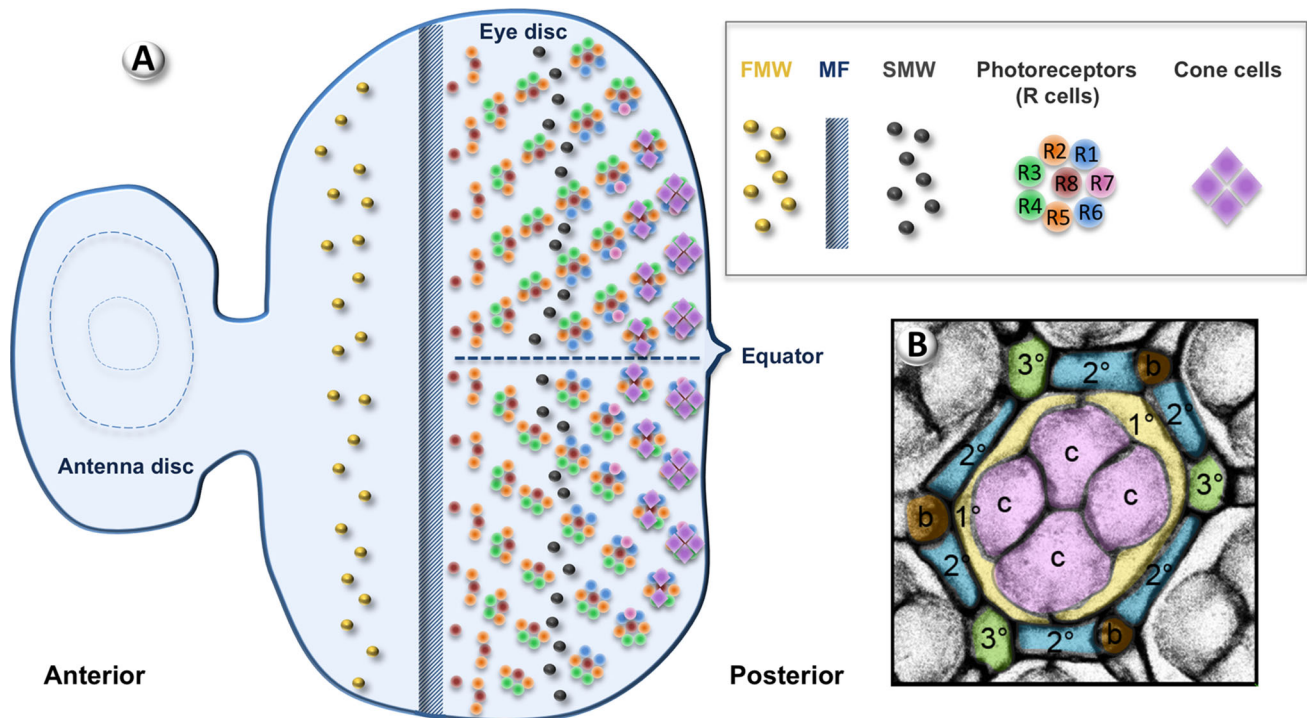 A
Eye disc
Antenna disc
Equator
Anterior
Posterior
FMW
MF
SMW
Photoreceptors
(R cells)
Cone cells
R2
R1
R3
R8
R7
R4
R5
R6
B
3°
2°
b
1°
2°
2°
c
c
c
3°
b
1°
c
2°
2°
3°
2°
b